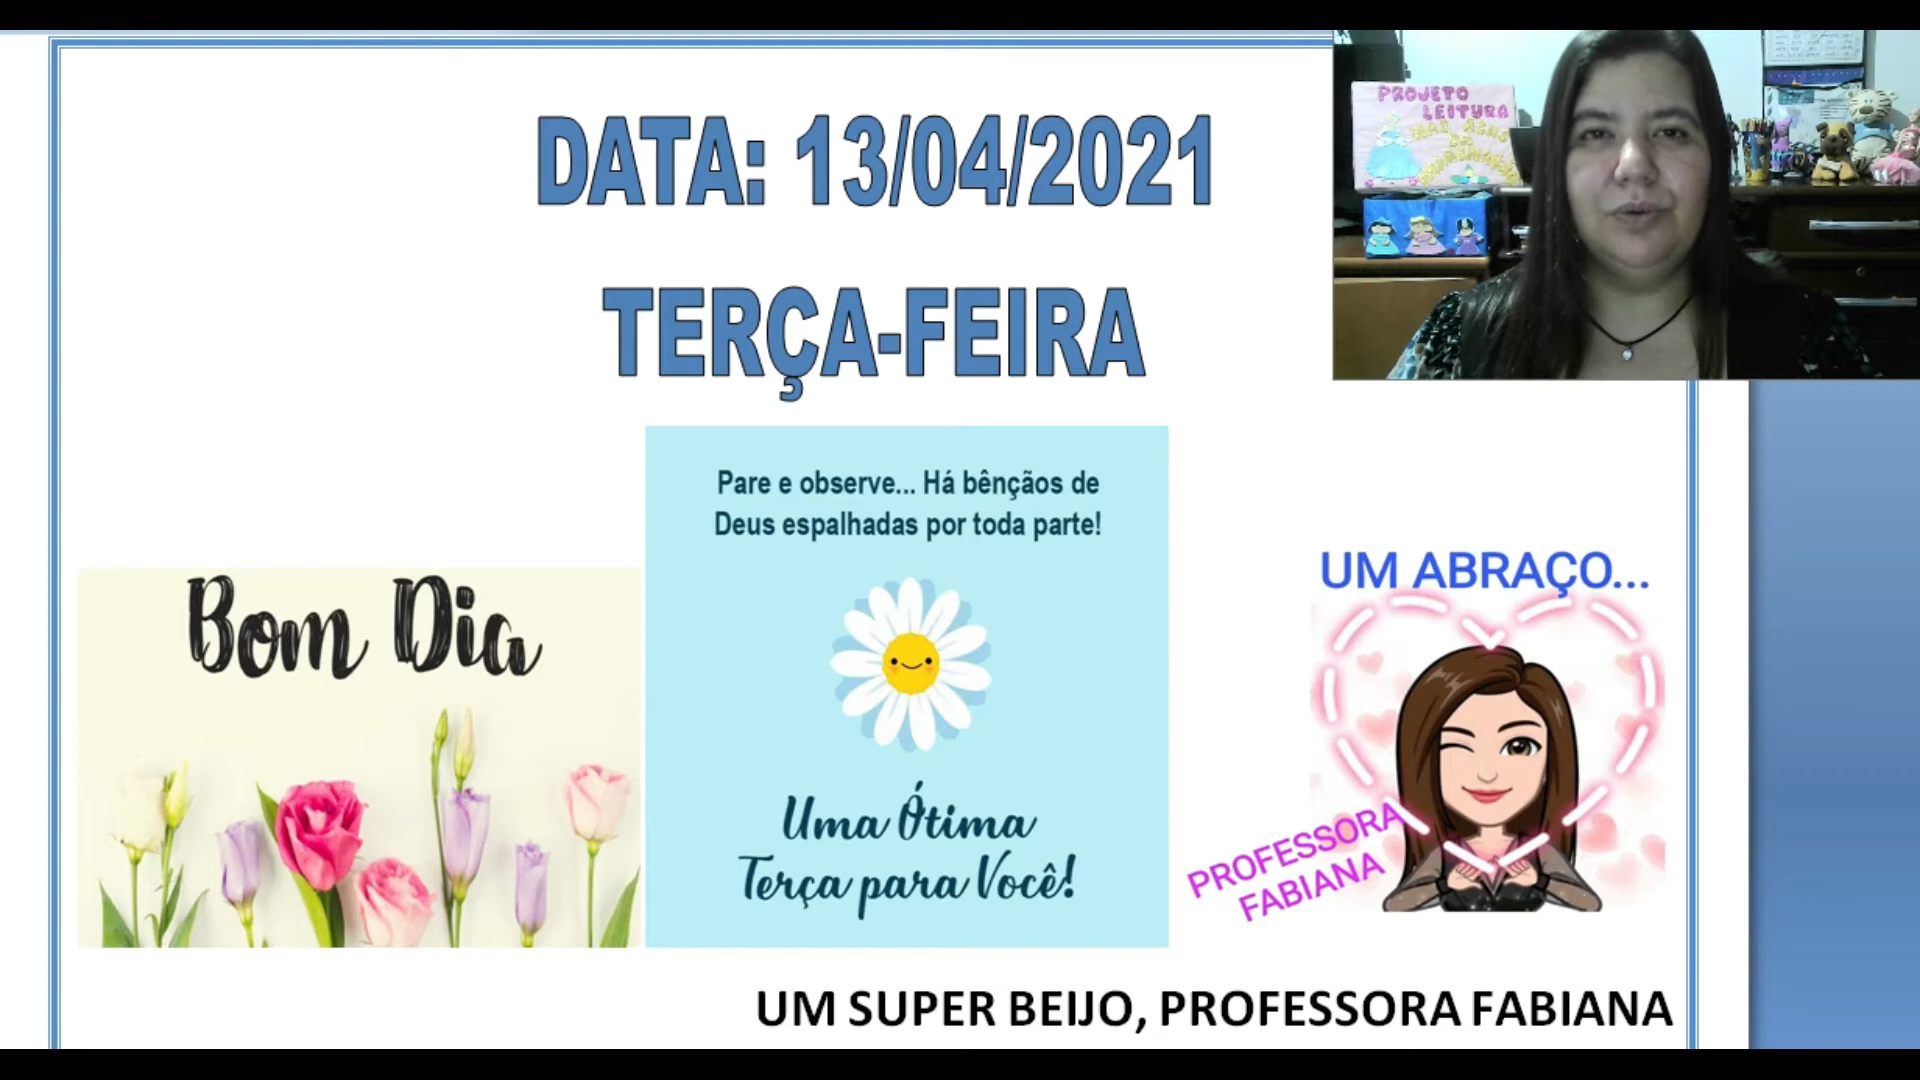 DATA: 13/04/2021
TERÇA-FEIRA
PROJETO
LEITURA
Pare e observe... Há bênçãos de
Deus espalhadas por toda parte!
Bom Dia
Uma Ótima
Terça para Você!
UM ABRAÇO...
PROFESSORA
FABIANA
UM SUPER BEIJO, PROFESSORA FABIANA